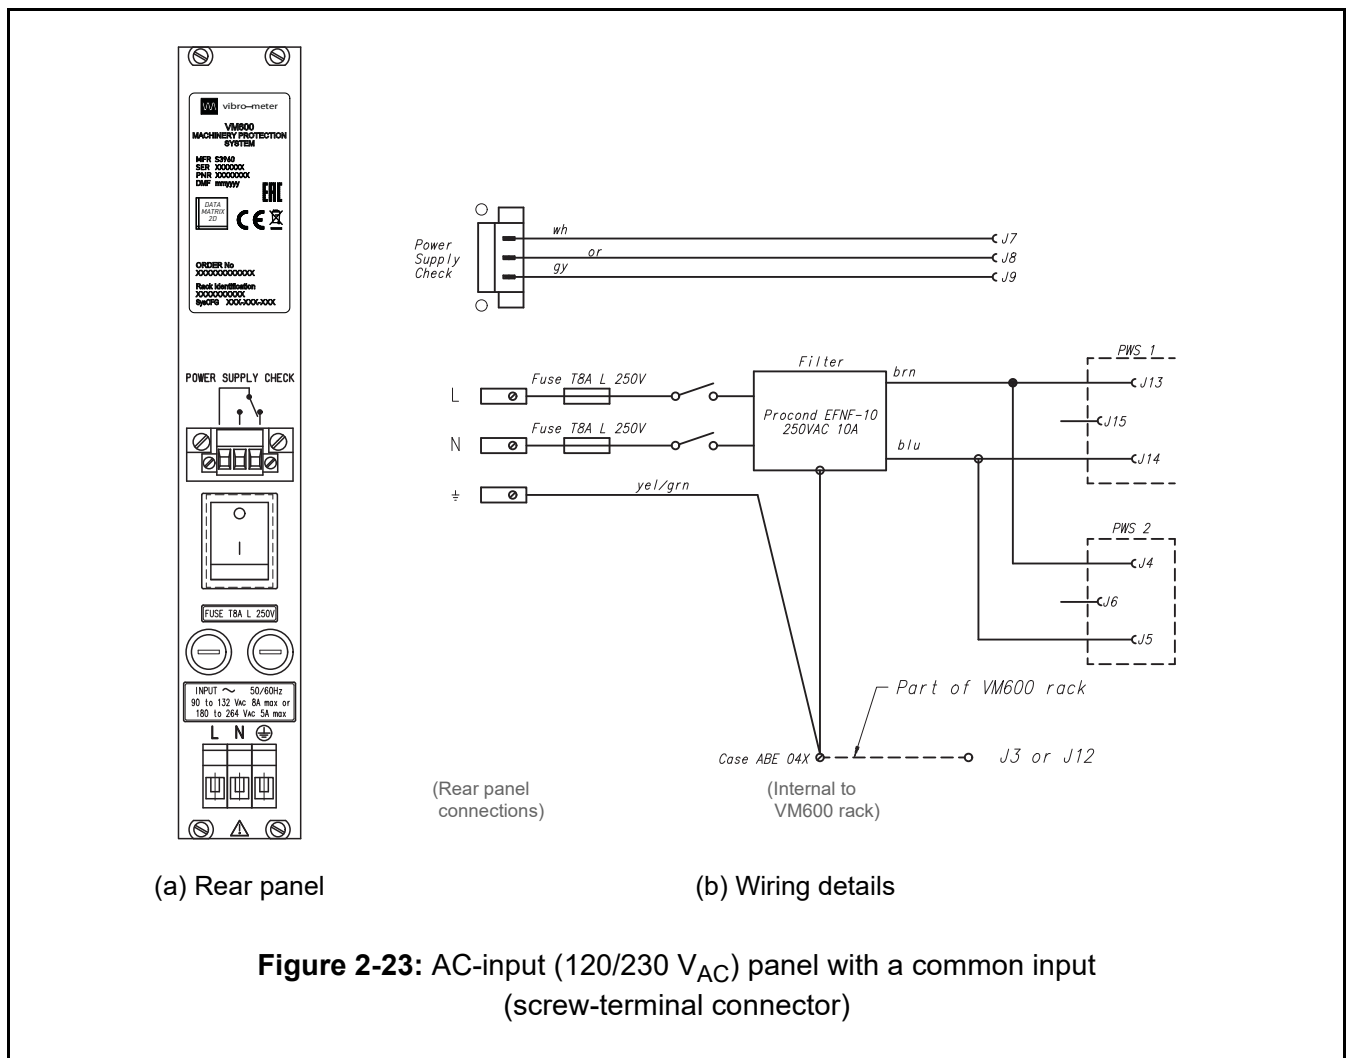 vibro-meter
VM600
MACHINERY PROTECTION
SYSTEM
MFR S3960
SER XXXXXXX
PNR XXXXXXXX
DMF mmyyyy
EAC
DATA
MATRIX
2D
CE
ORDER No
XXXXXXXXXXXX
Rack Identification
XXXXXXXXXX
SysCFG XXX-XXX-XXX
POWER SUPPLY CHECK
FUSE T8A L 250V
INPUT ~ 50/60Hz
90 to 132 VAC 8A max or
180 to 264 VAC 5A max
L N
Power
Supply
Check
wh
or
gy
J7
J8
J9
L
Fuse T8A L 250V
N
Fuse T8A L 250V
yel/grn
Filter
Procond EFNF-10
250VAC 10A
brn
blu
PWS 1
J13
J15
J14
PWS 2
J4
J6
J5
Part of VM600 rack
Case ABE 04X
J3 or J12
(Rear panel
connections)
(Internal to
VM600 rack)
(a) Rear panel
(b) Wiring details
Figure 2-23: AC-input (120/230 VAC) panel with a common input
(screw-terminal connector)